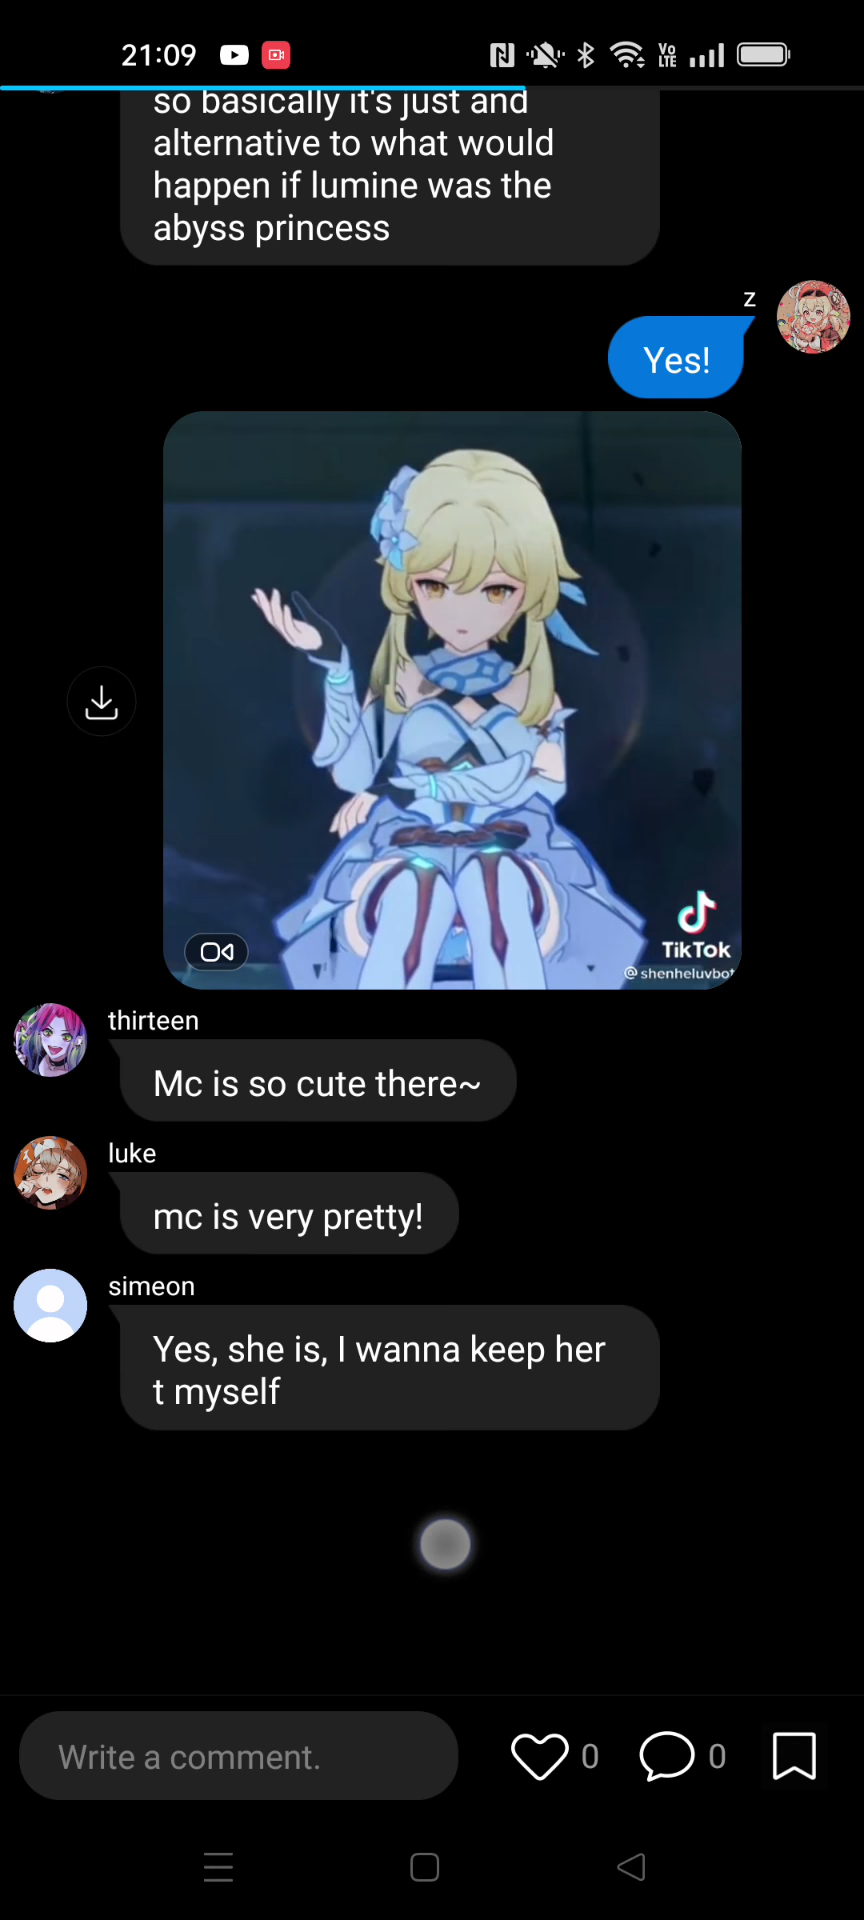 21:09
Vo
LTE
so basically it's just and
alternative to what would
happen if lumine was the
abyss princess
z
Yes!
TikTok
@shenheluvbot
thirteen
Mc is so cute there~
luke
mc is very pretty!
simeon
Yes, she is, I wanna keep her
t myself
Write a comment.
0
0